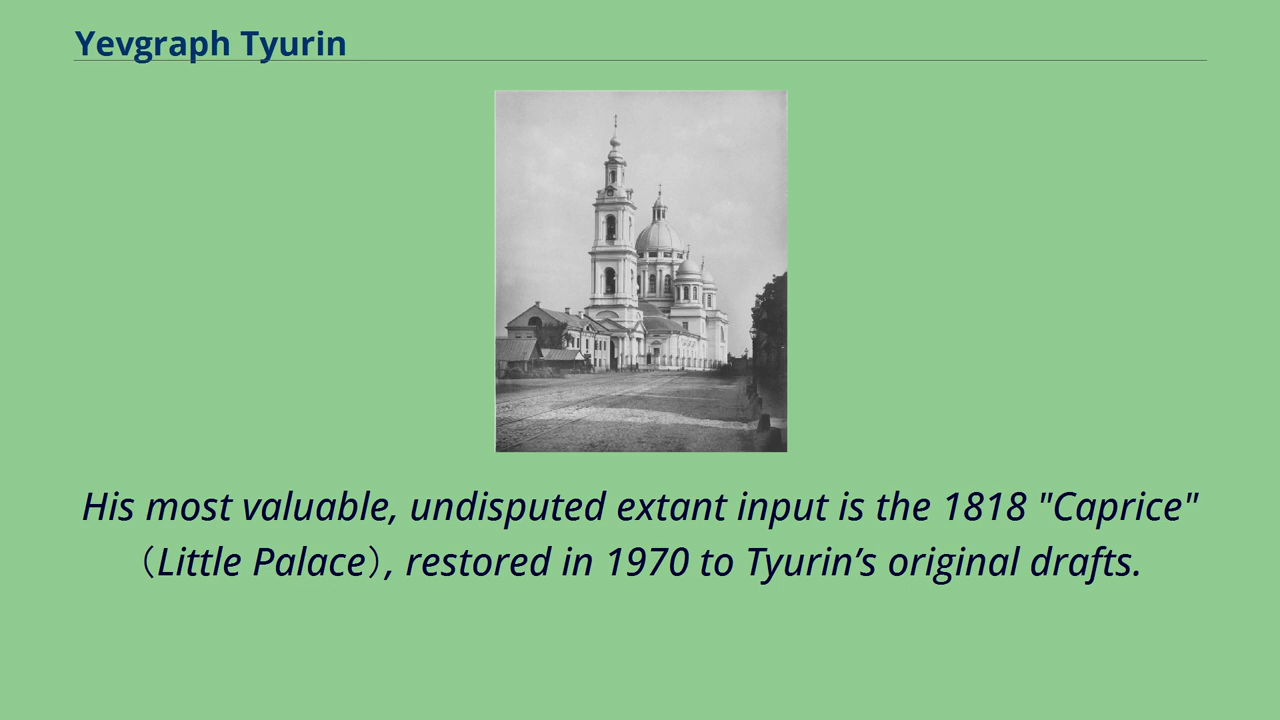 Yevgraph Tyurin
His most valuable, undisputed extant input is the 1818 "Caprice"
（Little Palace）, restored in 1970 to Tyurin’s original drafts.